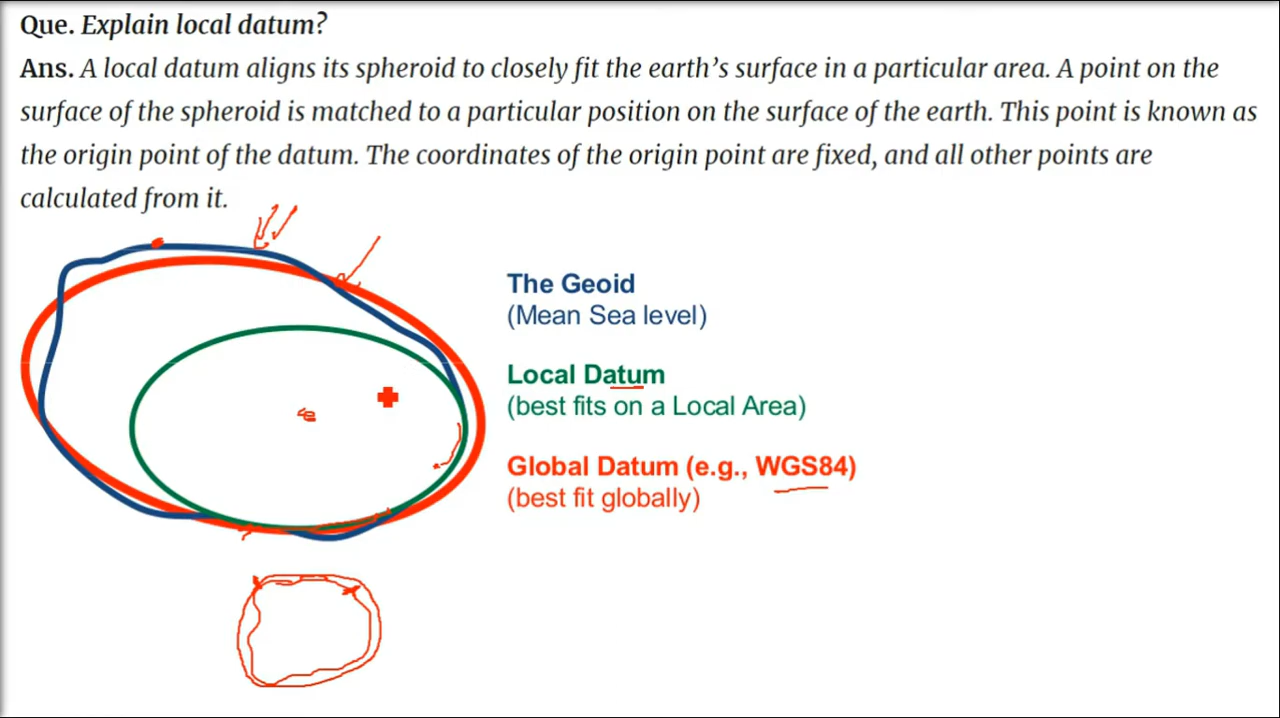 Que. Explain local datum?
Ans. A local datum aligns its spheroid to closely fit the earth’s surface in a particular area. A point on the
surface of the spheroid is matched to a particular position on the surface of the earth. This point is known as
the origin point of the datum. The coordinates of the origin point are fixed, and all other points are
calculated from it.
The Geoid
(Mean Sea level)
Local Datum
(best fits on a Local Area)
Global Datum (e.g., WGS84)
(best fit globally)